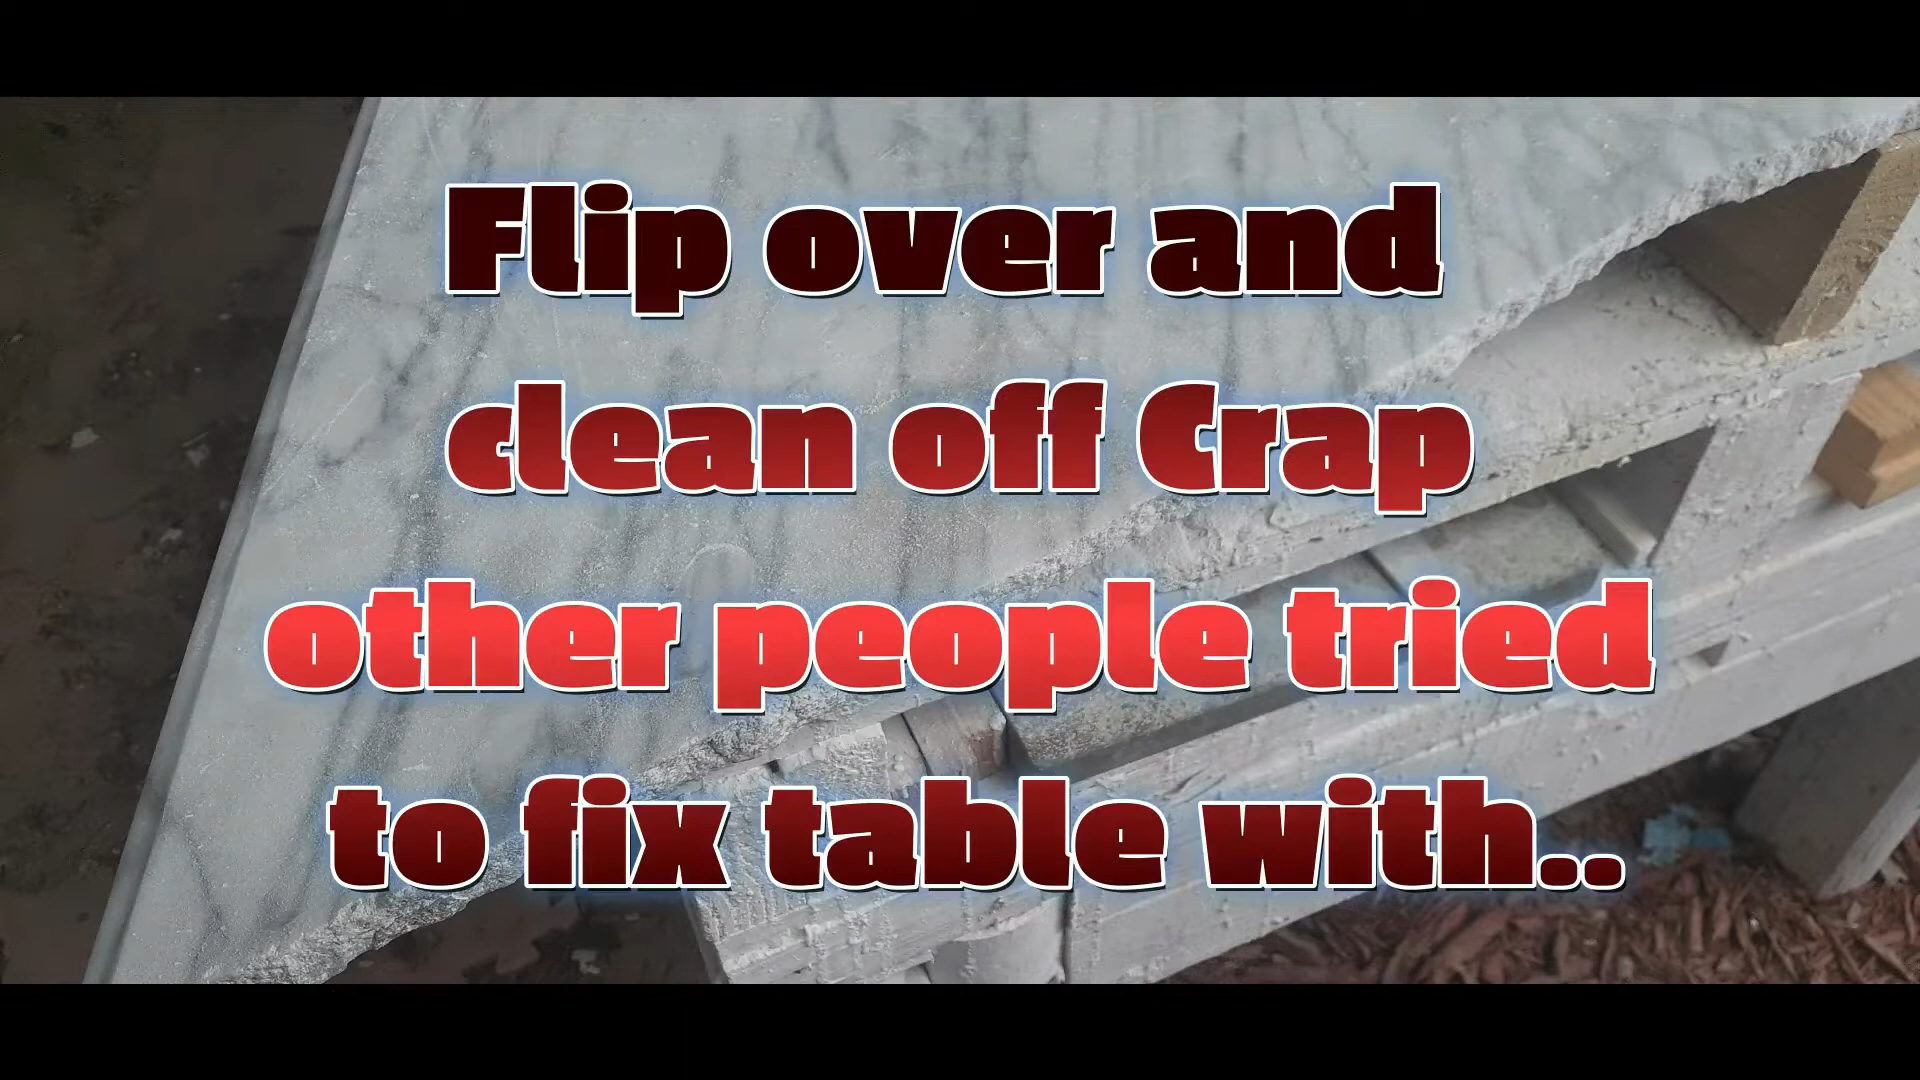 Flip over and
clean off Crap
other people tried
to fix table with..